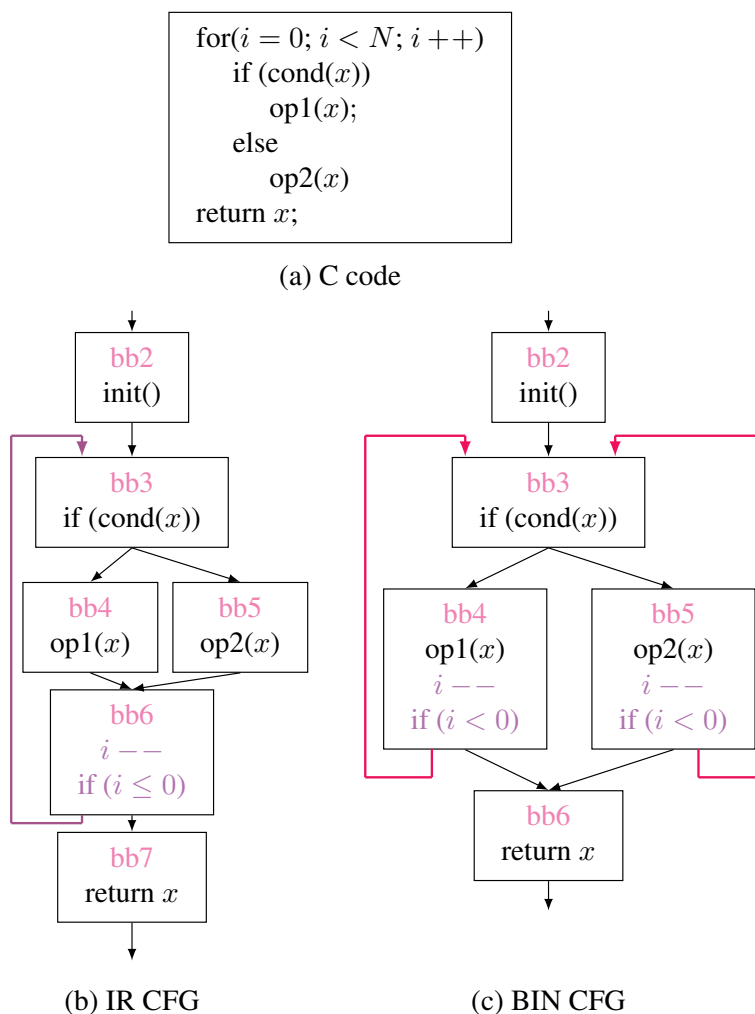 for(i = 0; i < N; i ++)
if (cond(x))
op1(x);
else
op2(x)
return x;
(a) C code
bb2
init()
bb3
if (cond(x))
bb4
op1(x)
bb5
op2(x)
bb6
i −−
if (i ≤ 0)
bb7
return x
(b) IR CFG
bb2
init()
bb3
if (cond(x))
bb4
op1(x)
i −−
if (i < 0)
bb5
op2(x)
i −−
if (i < 0)
bb6
return x
(c) BIN CFG